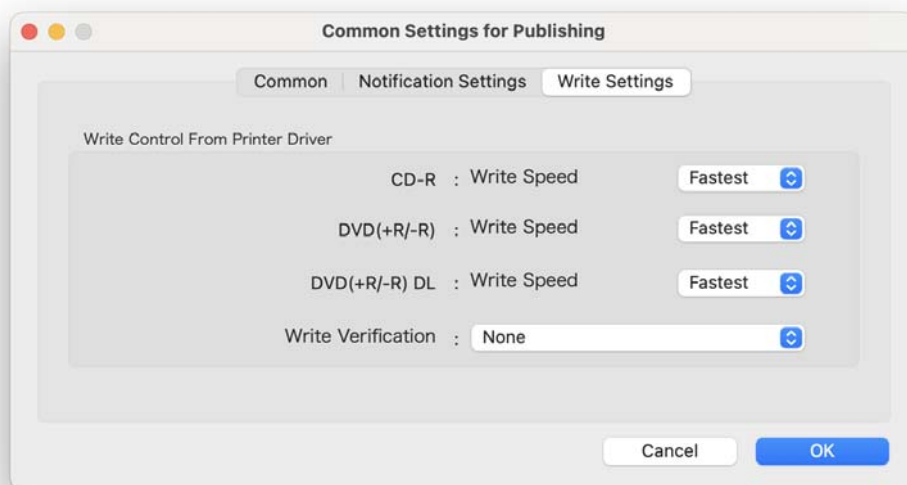 Common Settings for Publishing
Common Notification Settings Write Settings
Write Control From Printer Driver
CD-R : Write Speed Fastest
DVD(+R/-R) : Write Speed Fastest
DVD(+R/-R) DL : Write Speed Fastest
Write Verification : None
Cancel OK